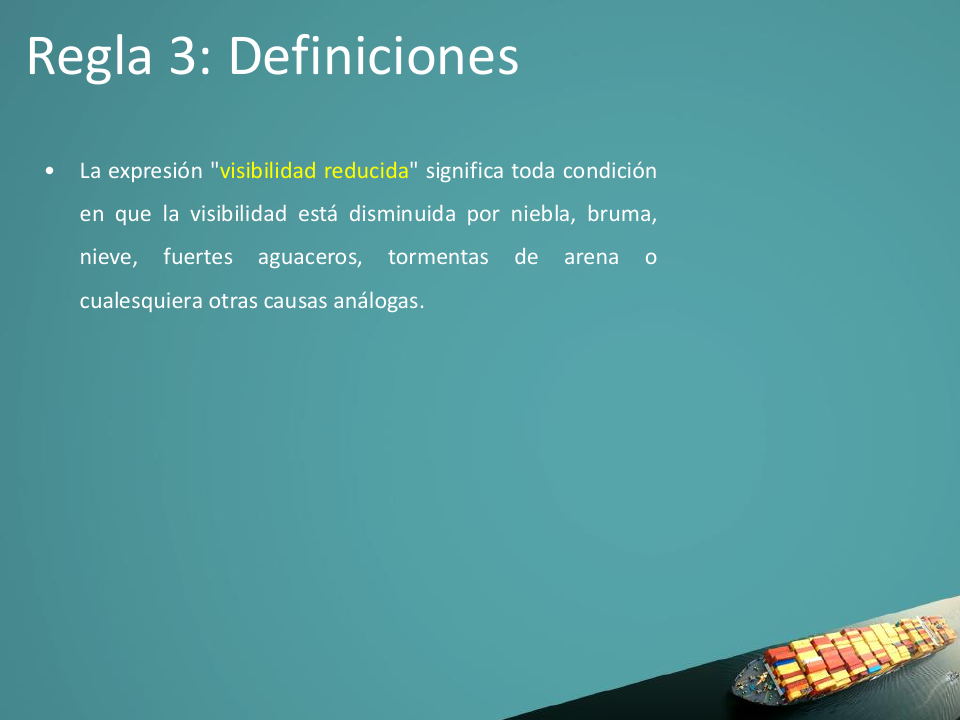 Regla 3: Definiciones
• La expresión "visibilidad reducida" significa toda condición
en que la visibilidad está disminuida por niebla, bruma,
nieve, fuertes aguaceros, tormentas de arena o
cualesquiera otras causas análogas.